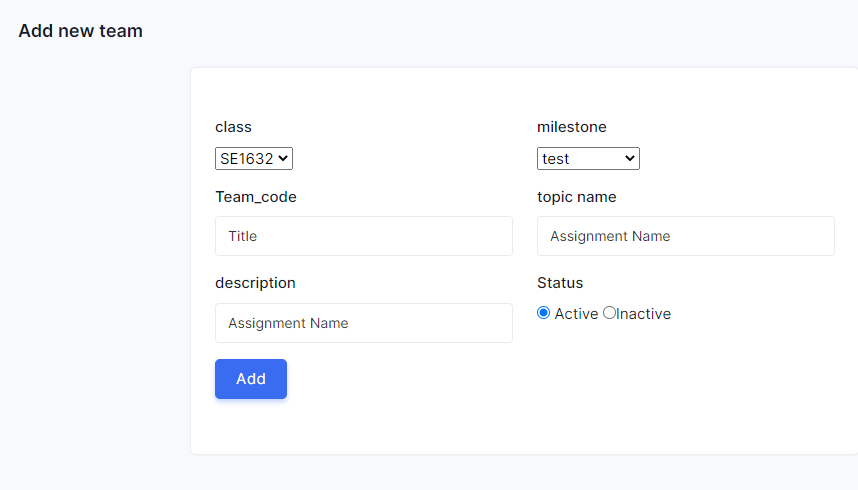 Add new team
class
milestone
SE1632
test
Team_code
topic name
Title
Assignment Name
description
Status
Assignment Name
Active Inactive
Add